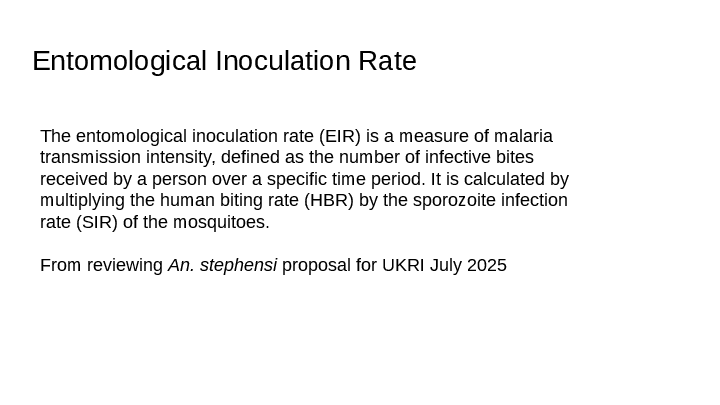 Entomological Inoculation Rate
The entomological inoculation rate (EIR) is a measure of malaria
transmission intensity, defined as the number of infective bites
received by a person over a specific time period. It is calculated by
multiplying the human biting rate (HBR) by the sporozoite infection
rate (SIR) of the mosquitoes.
From reviewing An. stephensi proposal for UKRI July 2025